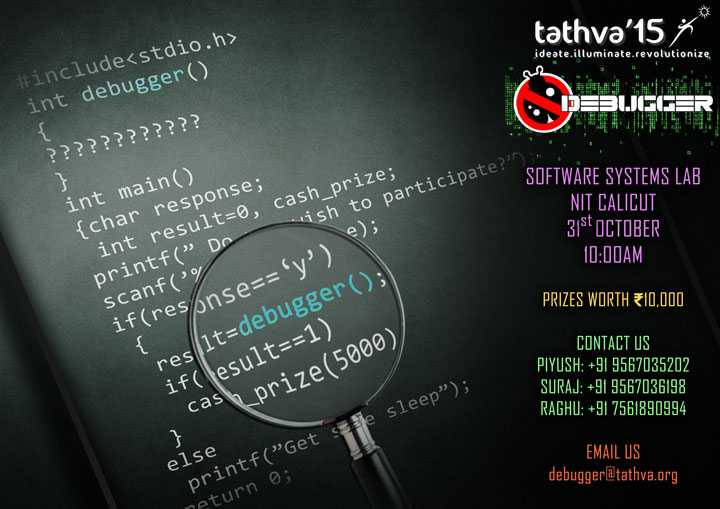 #include<stdio.h>
int debugger()
{
????????????
}
int main()
{char response;
int result=0, cash_prize;
printf(" Do wish to participate?");
scanf('%e);
if(response=='y')
{
result=debugger();
if(result==1)
cash_prize(5000)
}
else
printf("Get some sleep");
return 0;
tathva'15
ideate.illuminate.revolutionize
DEBUGGER
SOFTWARE SYSTEMS LAB
NIT CALICUT
31st OCTOBER
10:00AM
PRIZES WORTH ₹10,000
CONTACT US
PIYUSH: +91 9567035202
SURAJ: +91 9567036198
RAGHU: +91 7561890994
EMAIL US
debugger@tathva.org